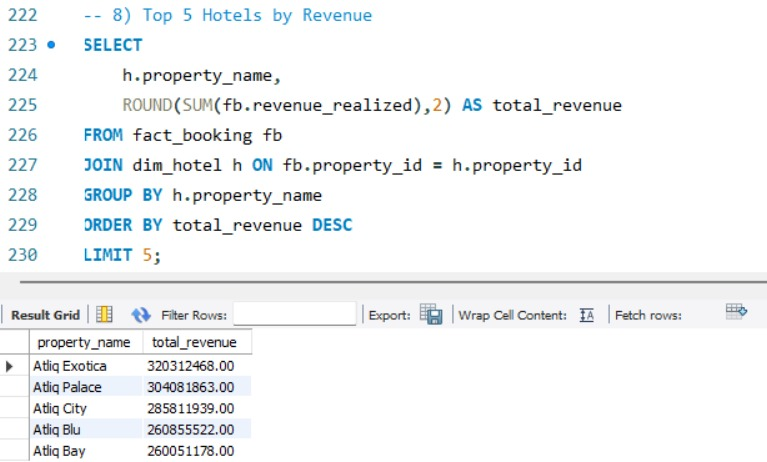 222 -- 8) Top 5 Hotels by Revenue
223 SELECT
224 h.property_name,
225 ROUND(SUM(fb.revenue_realized),2) AS total_revenue
226 FROM fact_booking fb
227 JOIN dim_hotel h ON fb.property_id = h.property_id
228 GROUP BY h.property_name
229 ORDER BY total_revenue DESC
230 LIMIT 5;
Result Grid Filter Rows: Export: Wrap Cell Content: IA Fetch rows:
property_name total_revenue
Atliq Exotica 320312468.00
Atliq Palace 304081863.00
Atliq City 285811939.00
Atliq Blu 260855522.00
Atliq Bay 260051178.00